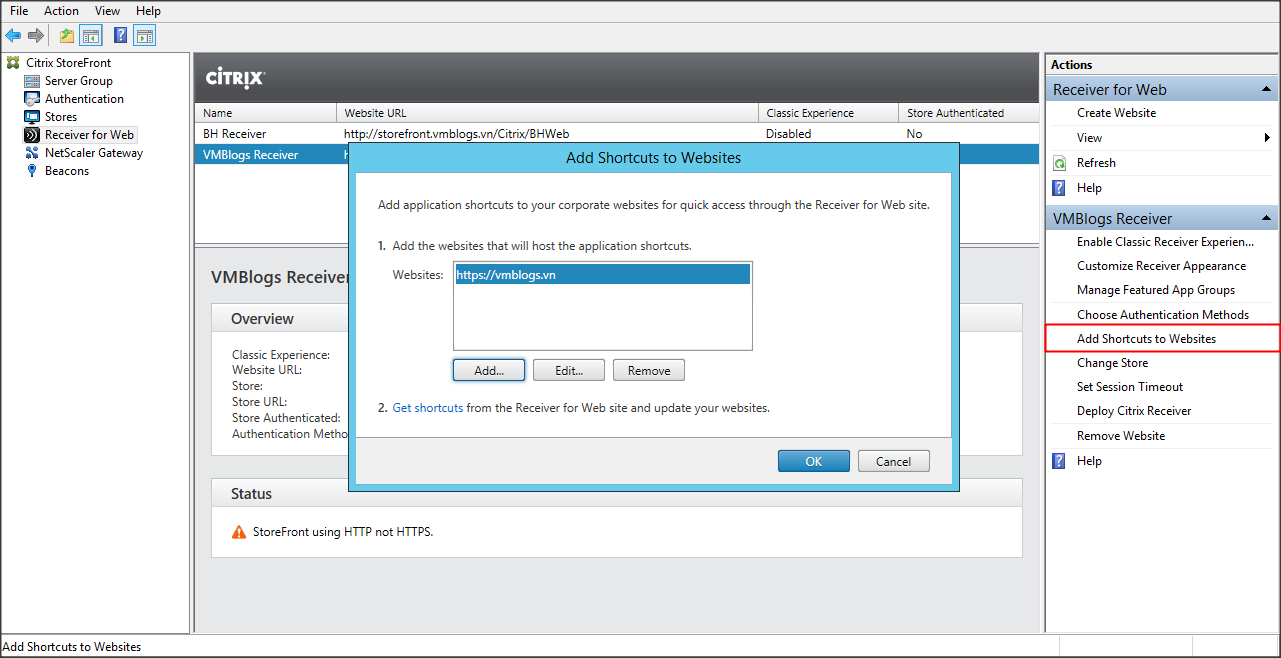 File Action View Help
Citrix StoreFront
Server Group
Authentication
Stores
Receiver for Web
NetScaler Gateway
Beacons
CİTRIX
Name Website URL Classic Experience Store Authenticated
BH Receiver http://storefront.vmblogs.vn/Citrix/BHWeb Disabled No
VMBlogs Receiver
VMBlogs Receiver
Overview
Classic Experience:
Website URL:
Store:
Store URL:
Store Authenticated:
Authentication Metho
Status
StoreFront using HTTP not HTTPS.
Add Shortcuts to Websites
Add application shortcuts to your corporate websites for quick access through the Receiver for Web site.
1. Add the websites that will host the application shortcuts.
Websites: https://vmblogs.vn
Add... Edit... Remove
2. Get shortcuts from the Receiver for Web site and update your websites.
OK Cancel
Actions
Receiver for Web
Create Website
View
Refresh
Help
VMBlogs Receiver
Enable Classic Receiver Experien...
Customize Receiver Appearance
Manage Featured App Groups
Choose Authentication Methods
Add Shortcuts to Websites
Change Store
Set Session Timeout
Deploy Citrix Receiver
Remove Website
Help
Add Shortcuts to Websites